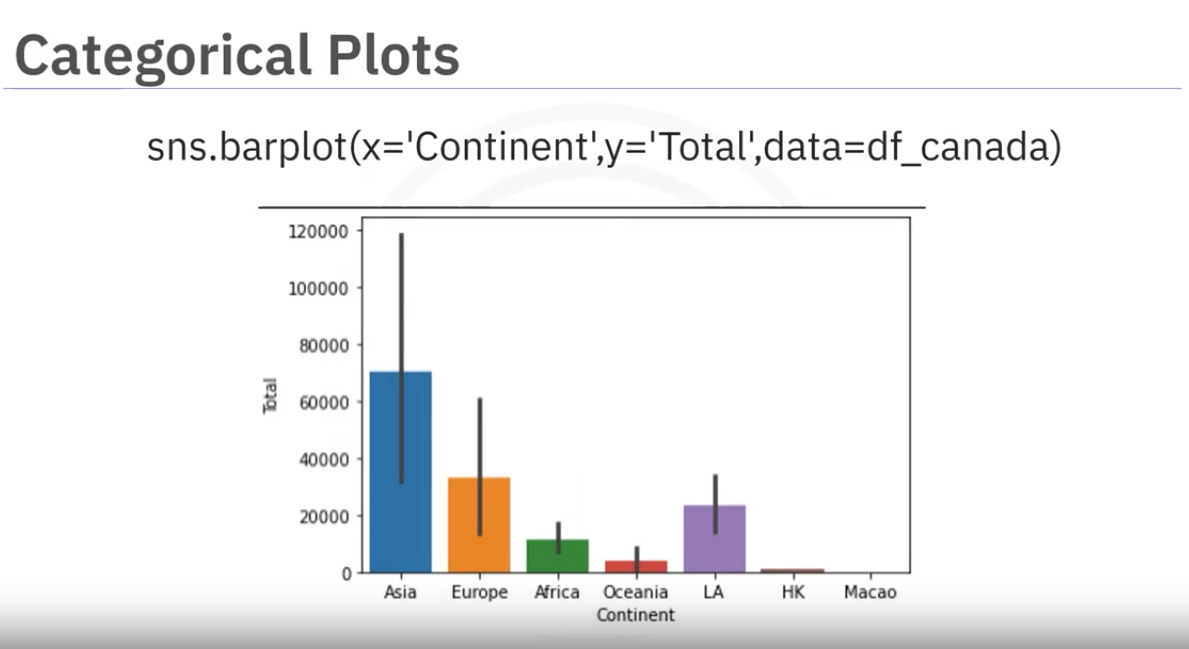 Categorical Plots
sns.barplot(x='Continent',y='Total',data=df_canada)
120000
100000
80000
60000
40000
20000
0
Total
Asia Europe Africa Oceania LA HK Macao
Continent